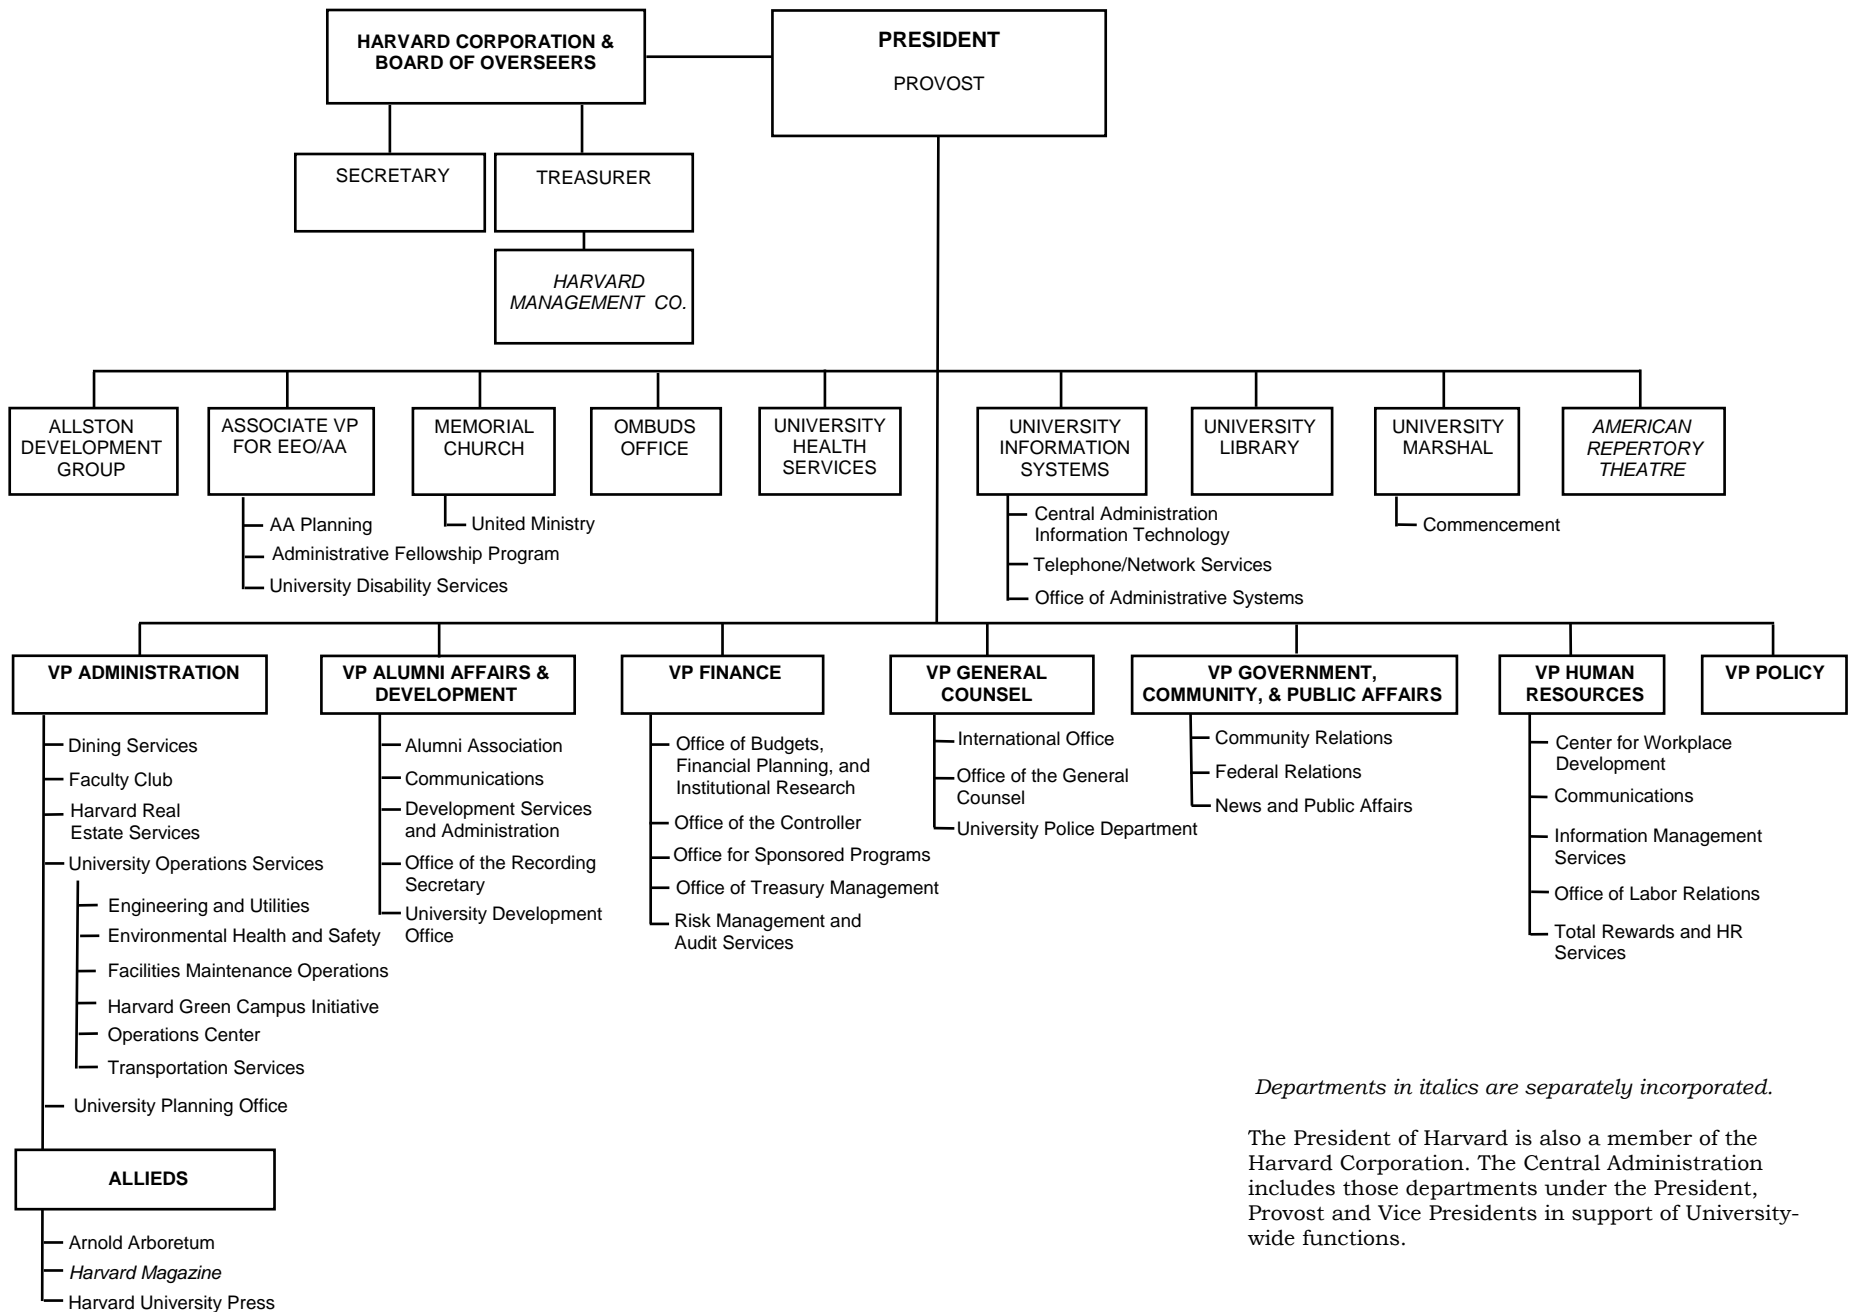 HARVARD CORPORATION &
BOARD OF OVERSEERS
PRESIDENT
PROVOST
SECRETARY
TREASURER
HARVARD
MANAGEMENT CO.
ALLSTON
DEVELOPMENT
GROUP
ASSOCIATE VP
FOR EEO/AA
MEMORIAL
CHURCH
OMBUDS
OFFICE
UNIVERSITY
HEALTH
SERVICES
UNIVERSITY
INFORMATION
SYSTEMS
UNIVERSITY
LIBRARY
UNIVERSITY
MARSHAL
AMERICAN
REPERTORY
THEATRE
AA Planning
Administrative Fellowship Program
University Disability Services
United Ministry
Central Administration
Information Technology
Telephone/Network Services
Office of Administrative Systems
Commencement
VP ADMINISTRATION
Dining Services
Faculty Club
Harvard Real
Estate Services
University Operations Services
Engineering and Utilities
Environmental Health and Safety
Facilities Maintenance Operations
Harvard Green Campus Initiative
Operations Center
Transportation Services
University Planning Office
ALLIEDS
Arnold Arboretum
Harvard Magazine
Harvard University Press
VP ALUMNI AFFAIRS &
DEVELOPMENT
Alumni Association
Communications
Development Services
and Administration
Office of the Recording
Secretary
University Development
Office
VP FINANCE
Office of Budgets,
Financial Planning, and
Institutional Research
Office of the Controller
Office for Sponsored Programs
Office of Treasury Management
Risk Management and
Audit Services
VP GENERAL
COUNSEL
International Office
Office of the General
Counsel
University Police Department
VP GOVERNMENT,
COMMUNITY, & PUBLIC AFFAIRS
Community Relations
Federal Relations
News and Public Affairs
VP HUMAN
RESOURCES
Center for Workplace
Development
Communications
Information Management
Services
Office of Labor Relations
Total Rewards and HR
Services
VP POLICY
Departments in italics are separately incorporated.
The President of Harvard is also a member of the
Harvard Corporation. The Central Administration
includes those departments under the President,
Provost and Vice Presidents in support of University-
wide functions.